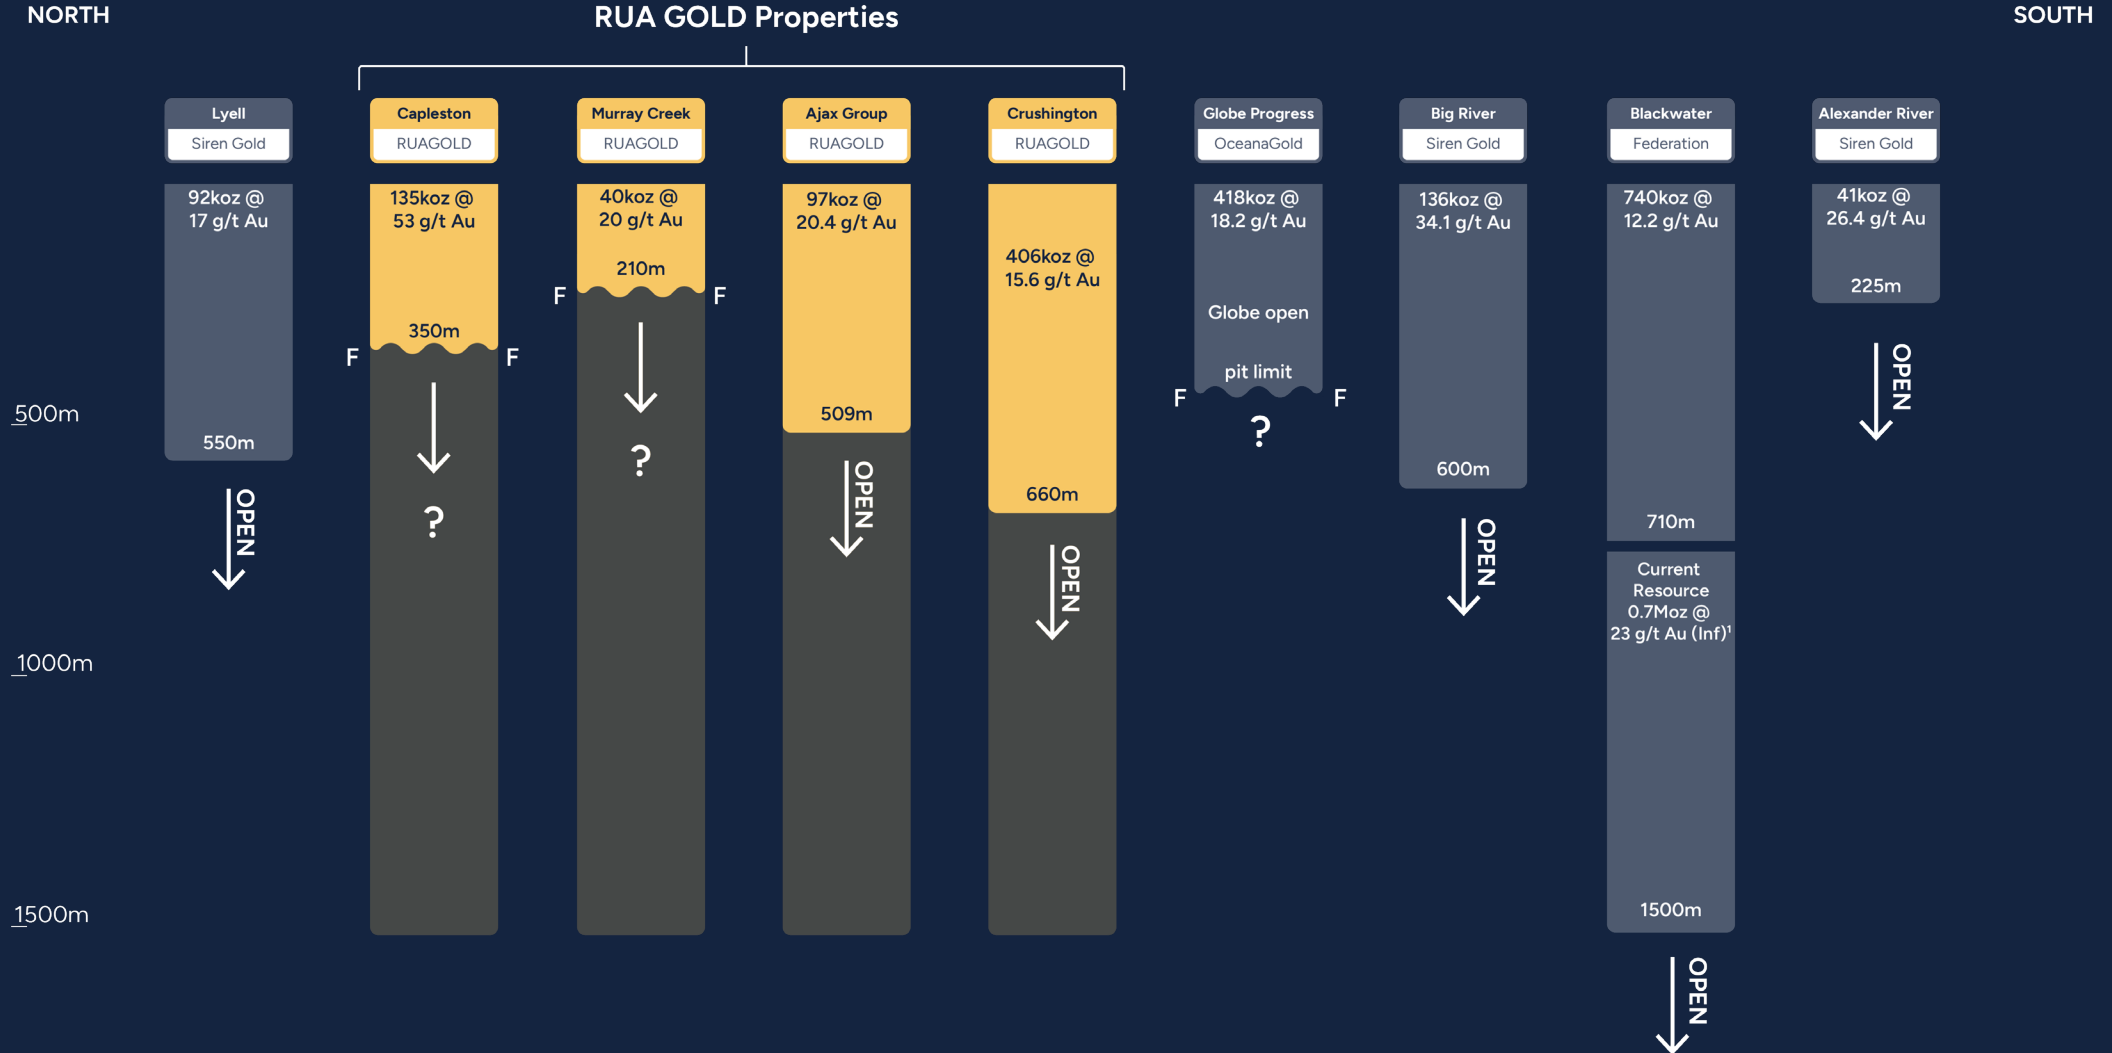 NORTH
RUA GOLD Properties
SOUTH
Lyell
Siren Gold
92koz @
17 g/t Au
550m
OPEN
Capleston
RUAGOLD
135koz @
53 g/t Au
350m
F
F
?
Murray Creek
RUAGOLD
40koz @
20 g/t Au
210m
F
F
?
Ajax Group
RUAGOLD
97koz @
20.4 g/t Au
509m
OPEN
Crushington
RUAGOLD
406koz @
15.6 g/t Au
660m
OPEN
Globe Progress
OceanaGold
418koz @
18.2 g/t Au
Globe open
pit limit
F
F
?
Big River
Siren Gold
136koz @
34.1 g/t Au
600m
OPEN
Blackwater
Federation
740koz @
12.2 g/t Au
710m
Current
Resource
0.7Moz @
23 g/t Au (Inf)¹
1500m
OPEN
Alexander River
Siren Gold
41koz @
26.4 g/t Au
225m
OPEN
500m
1000m
1500m